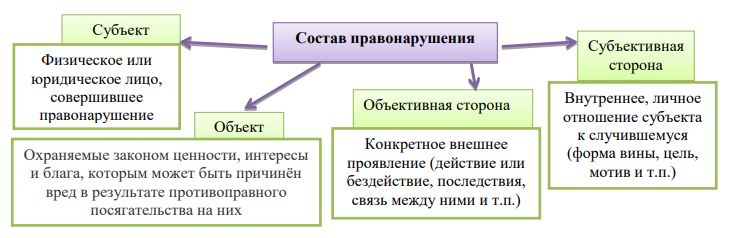 Состав правонарушения
Субъект
Физическое или
юридическое лицо,
совершившее
правонарушение
Объект
Охраняемые законом ценности, интересы
и блага, которым может быть причинён
вред в результате противоправного
посягательства на них
Объективная сторона
Конкретное внешнее
проявление (действие или
бездействие, последствия,
связь между ними и т.п.)
Субъективная
сторона
Внутреннее, личное
отношение субъекта
к случившемуся
(форма вины, цель,
мотив и т.п.)